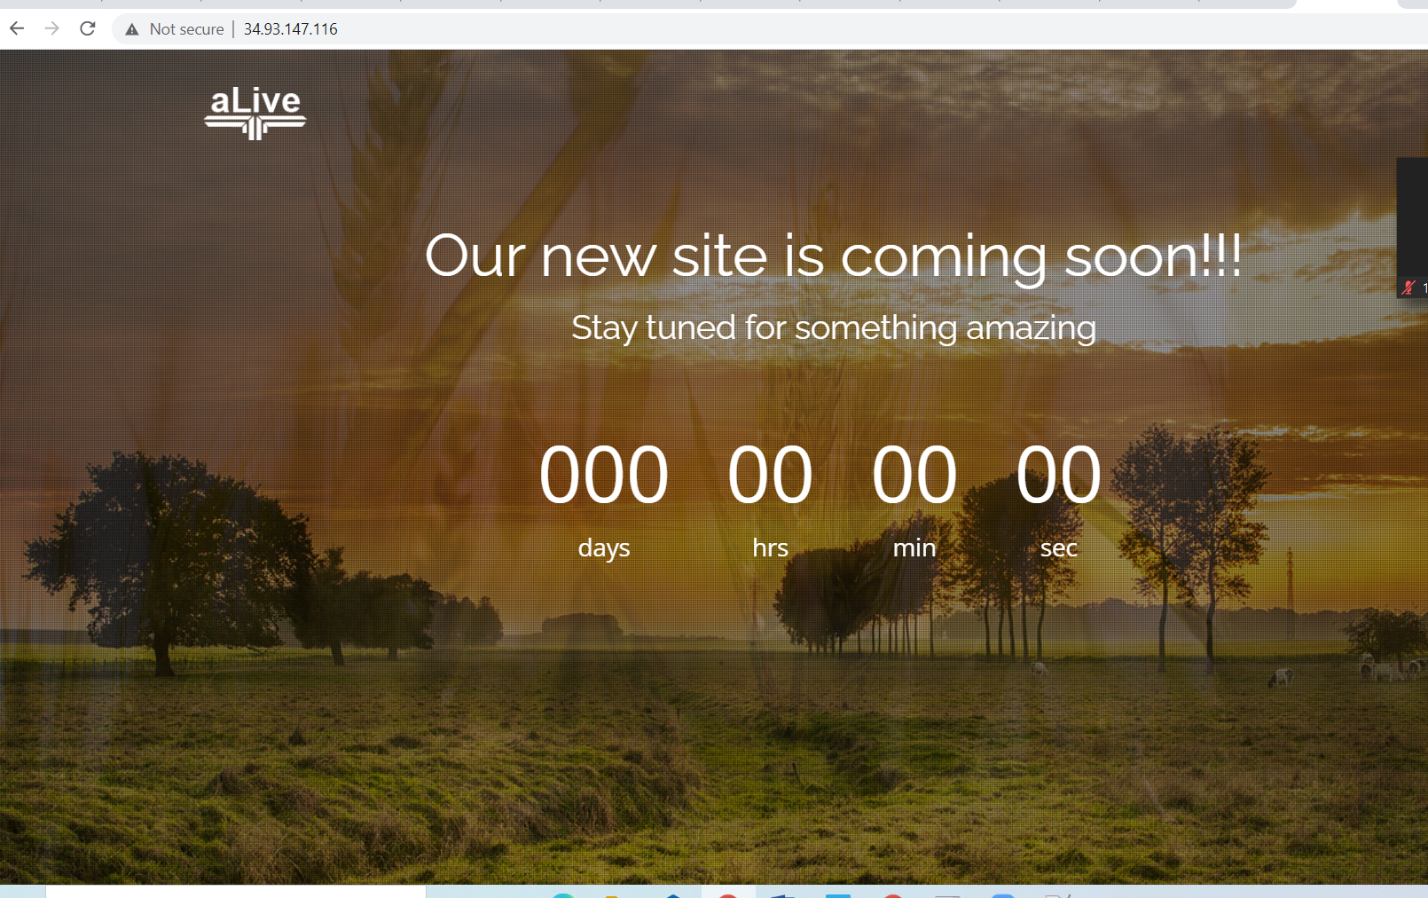 Not secure | 34.93.147.116
aLive
Our new site is coming soon!!!
Stay tuned for something amazing
000 00 00 00
days hrs min sec